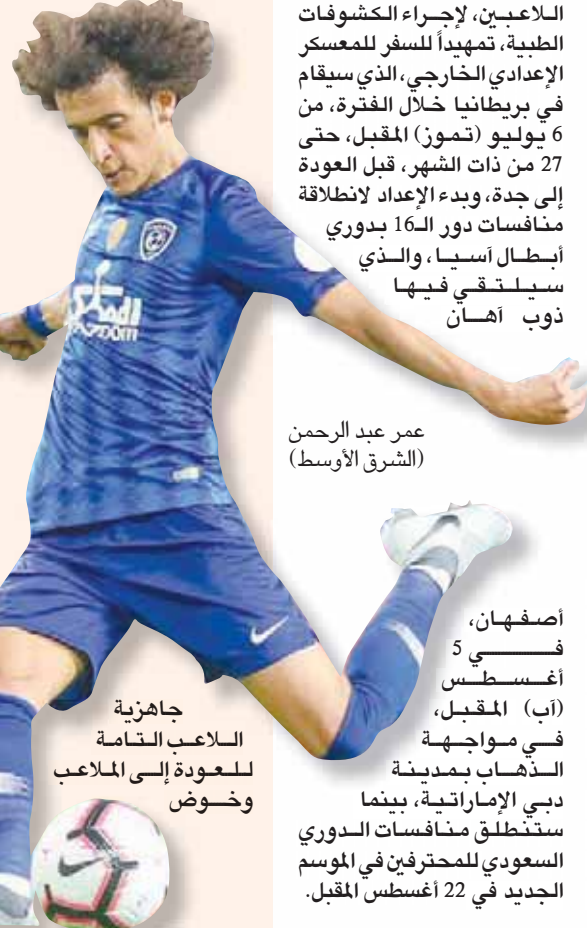 اللاعبين، لإجراء الكشوفات
الطبية، تمهيداً للسفر للمعسكر
الإعدادي الخارجي، الذي سيقام
في بريطانيا خلال الفترة، من
6 يوليو (تموز) المقبل، حتى
27 من ذات الشهر، قبل العودة
إلى جدة، وبدء الإعداد لانطلاقة
منافسات دور الـ16 بدوري
أبطال آسيا، والذي
سيلتقي فيها
ذوب آهان
عمر عبد الرحمن
(الشرق الأوسط)
أصفهان،
في 5
أغسطس
(آب) المقبل،
في مواجهة
الذهاب بمدينة
دبي الإماراتية، بينما
ستنطلق منافسات الدوري
السعودي للمحترفين في الموسم
الجديد في 22 أغسطس المقبل.
جاهزية
اللاعب التامة
للعودة إلى الملاعب
وخوض